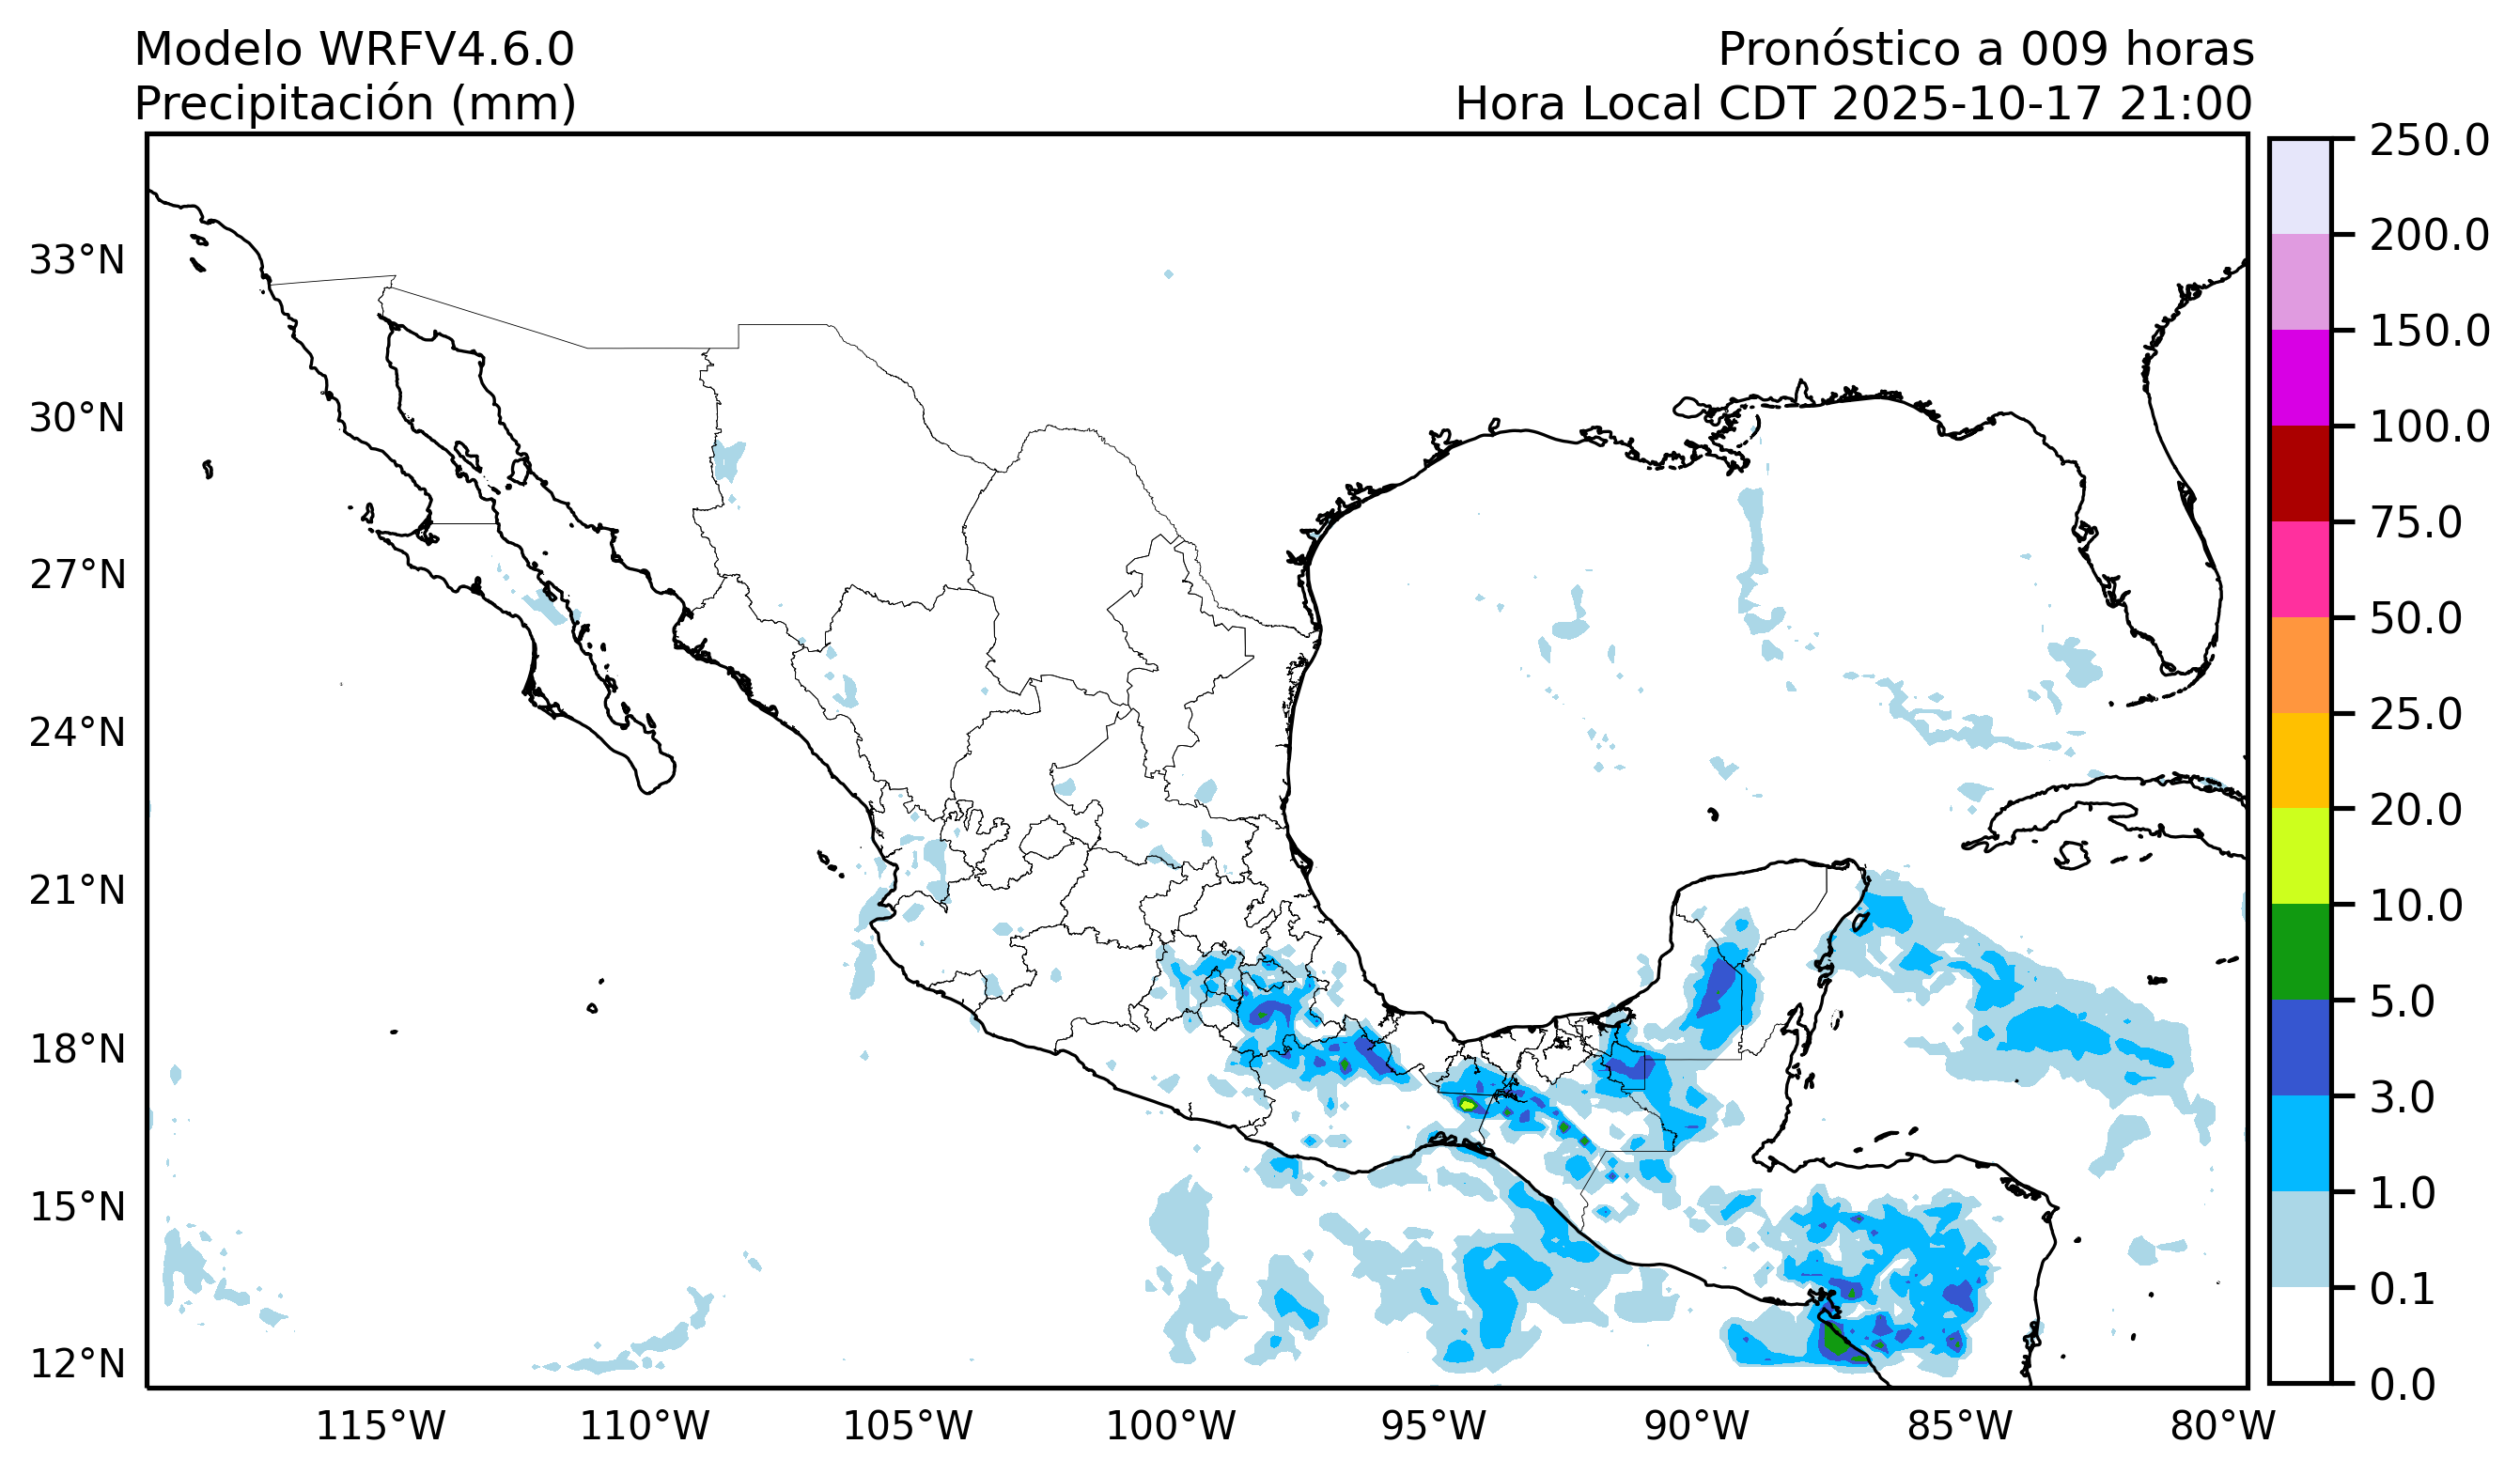 Modelo WRFV4.6.0
Precipitación (mm)
Pronóstico a 009 horas
Hora Local CDT 2025-10-17 21:00
33°N
30°N
27°N
24°N
21°N
18°N
15°N
12°N
115°W
110°W
105°W
100°W
95°W
90°W
85°W
80°W
250.0
200.0
150.0
100.0
75.0
50.0
25.0
20.0
10.0
5.0
3.0
1.0
0.1
0.0